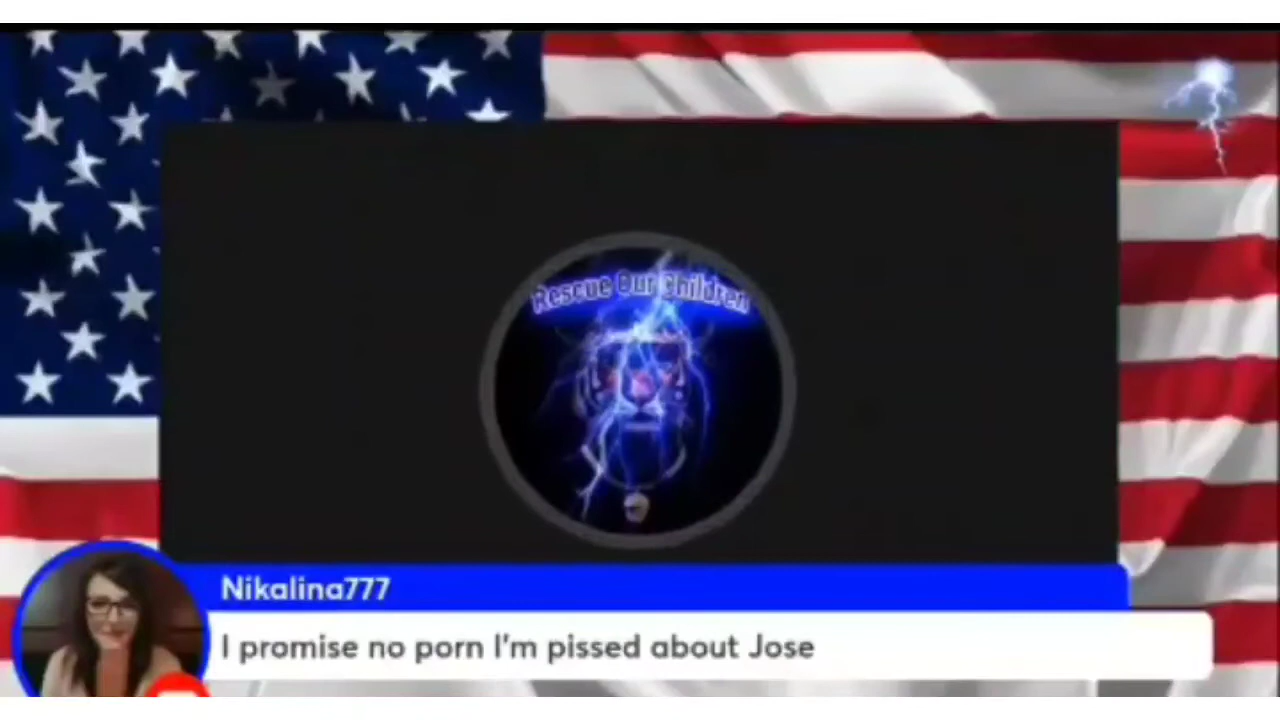 Rescue Our Children
Nikalina777
I promise no porn I'm pissed about Jose